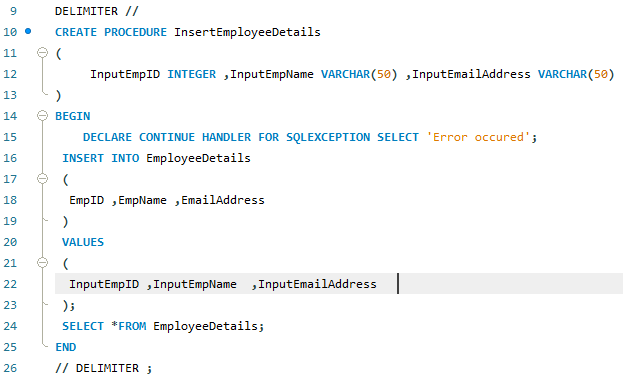 9 DELIMITER //
10 CREATE PROCEDURE InsertEmployeeDetails
11 (
12 InputEmpID INTEGER ,InputEmpName VARCHAR(50) ,InputEmailAddress VARCHAR(50)
13 )
14 BEGIN
15 DECLARE CONTINUE HANDLER FOR SQLEXCEPTION SELECT 'Error occured';
16 INSERT INTO EmployeeDetails
17 (
18 EmpID ,EmpName ,EmailAddress
19 )
20 VALUES
21 (
22 InputEmpID ,InputEmpName  ,InputEmailAddress
23 );
24 SELECT *FROM EmployeeDetails;
25 END
26 // DELIMITER ;